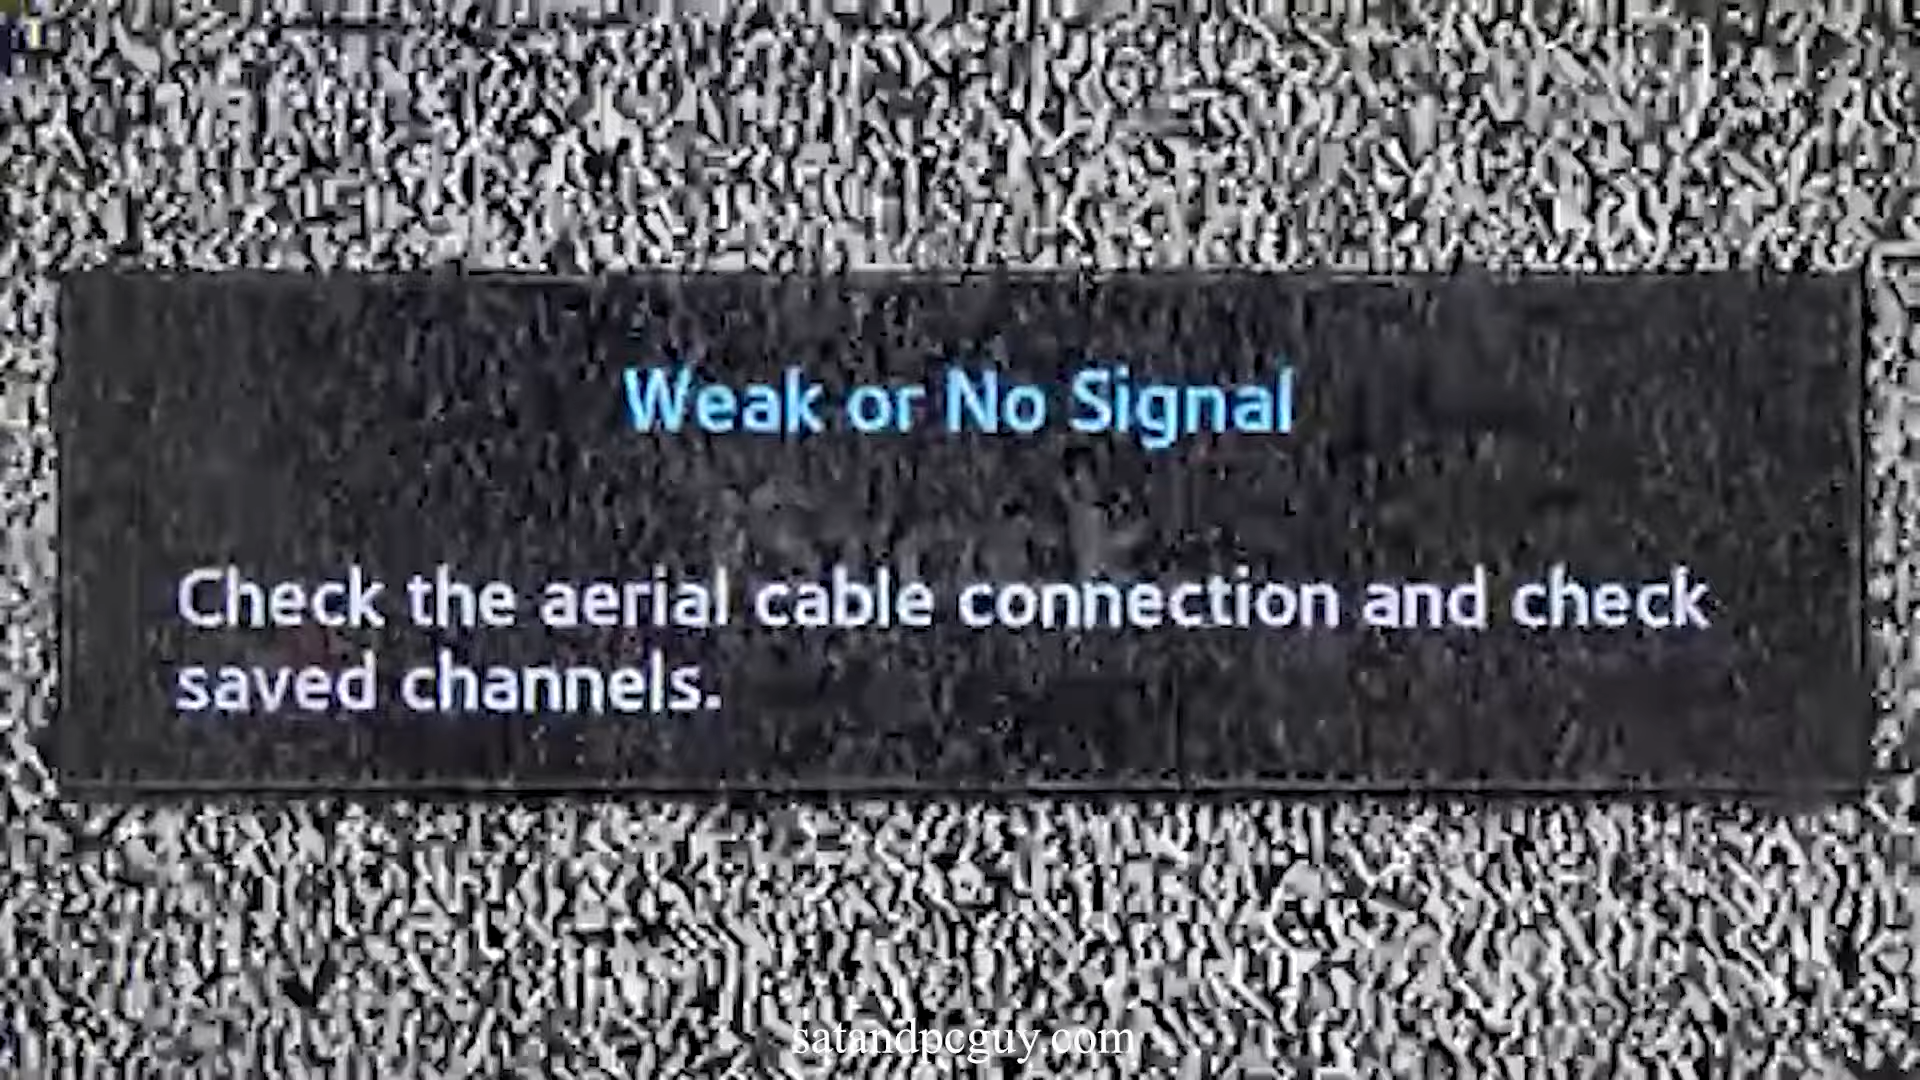 Weak or No Signal
Check the aerial cable connection and check
saved channels.
satandpcguy.com